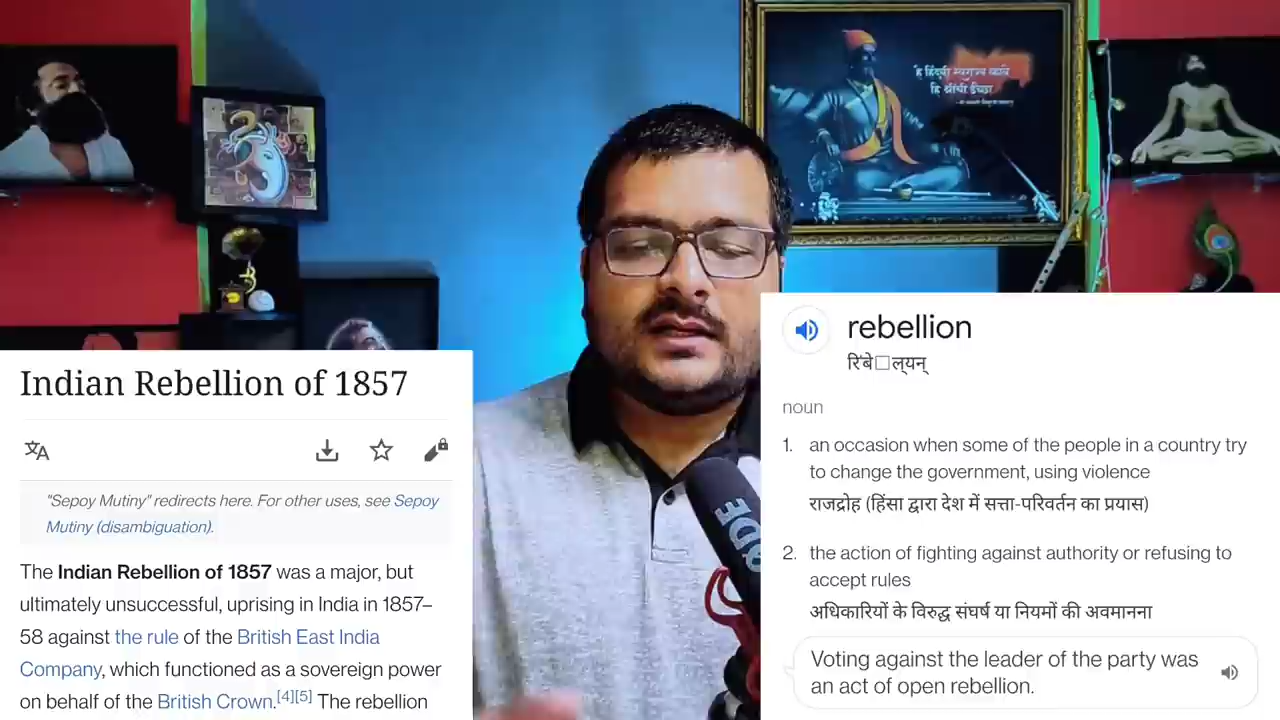 हे हिंदवी स्वराज्य व्हावे
हि श्रींची ईच्छा
Indian Rebellion of 1857
"Sepoy Mutiny" redirects here. For other uses, see Sepoy
Mutiny (disambiguation).
The Indian Rebellion of 1857 was a major, but
ultimately unsuccessful, uprising in India in 1857–
58 against the rule of the British East India
Company, which functioned as a sovereign power
on behalf of the British Crown.[4][5] The rebellion
rebellion
noun
1. an occasion when some of the people in a country try
to change the government, using violence
राजद्रोह (हिंसा द्वारा देश में सत्ता-परिवर्तन का प्रयास)
2. the action of fighting against authority or refusing to
accept rules
अधिकारियों के विरुद्ध संघर्ष या नियमों की अवमानना
Voting against the leader of the party was
an act of open rebellion.